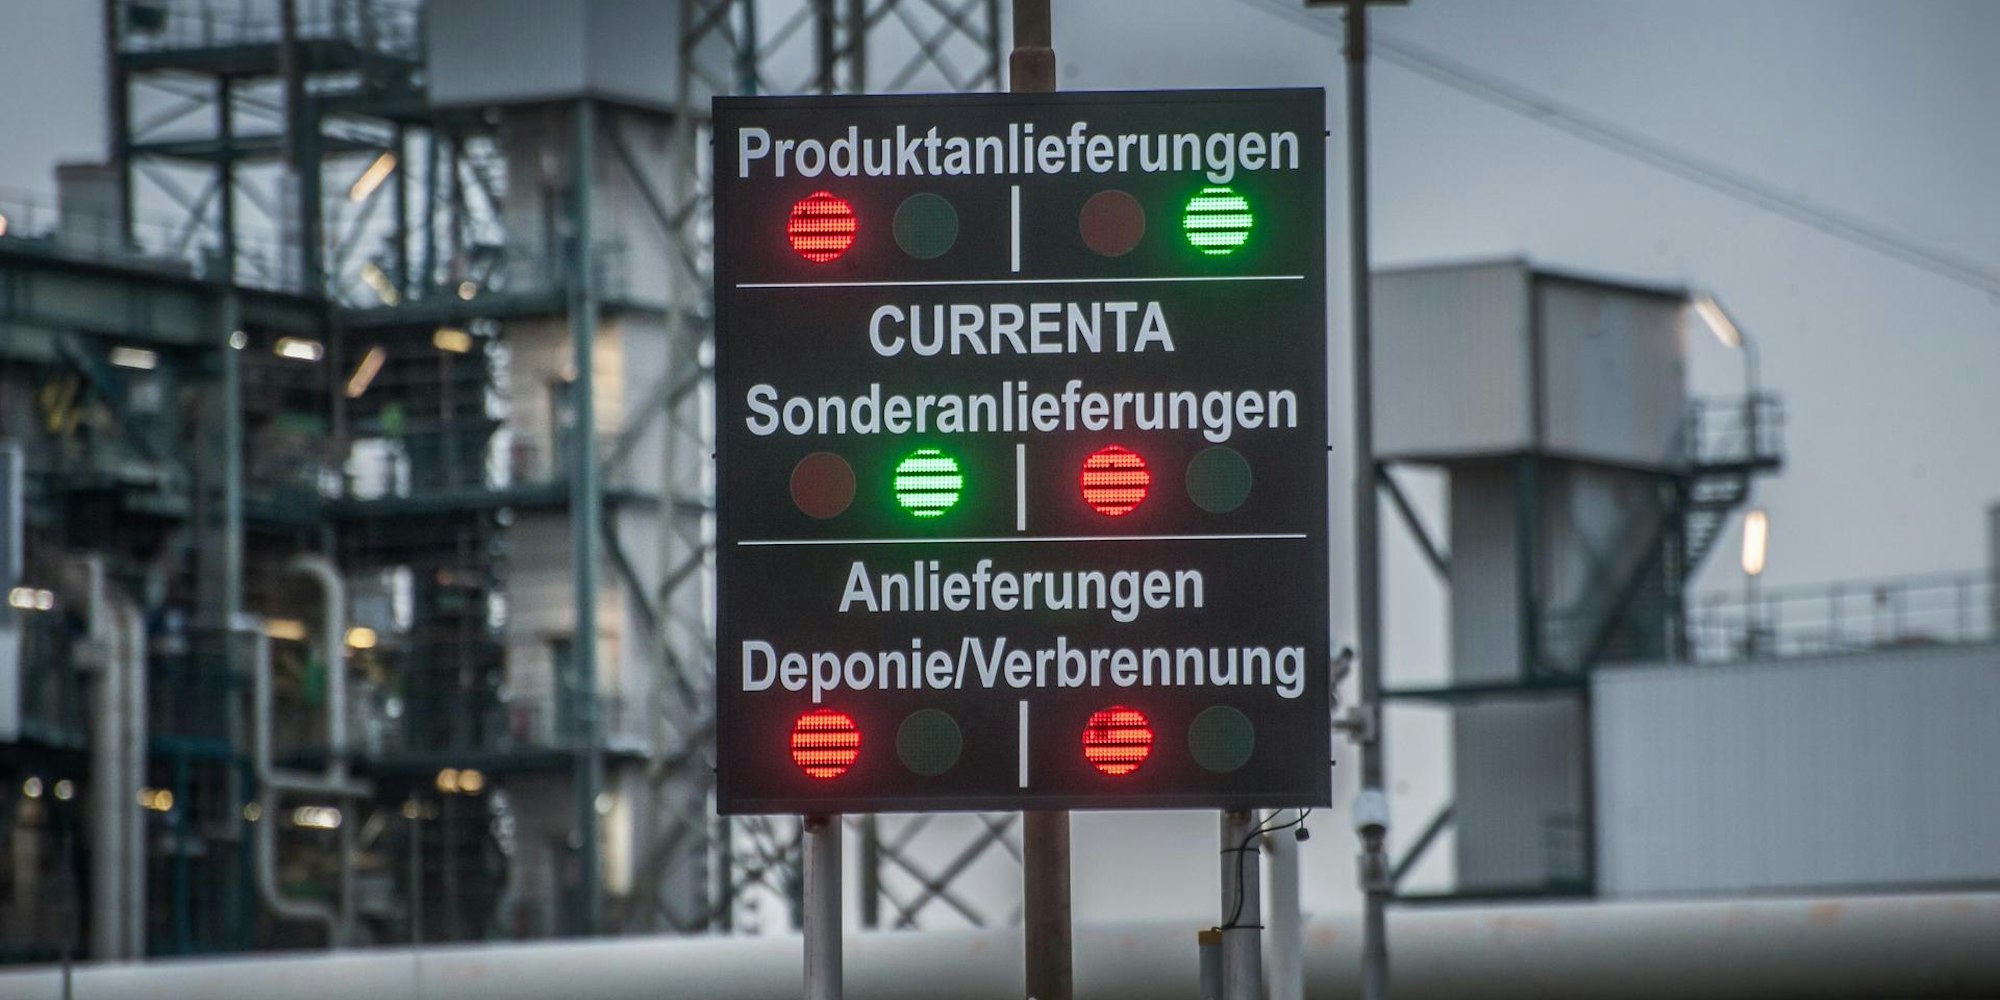 Produktanlieferungen
CURRENTA
Sonderanlieferungen
Anlieferungen
Deponie/Verbrennung